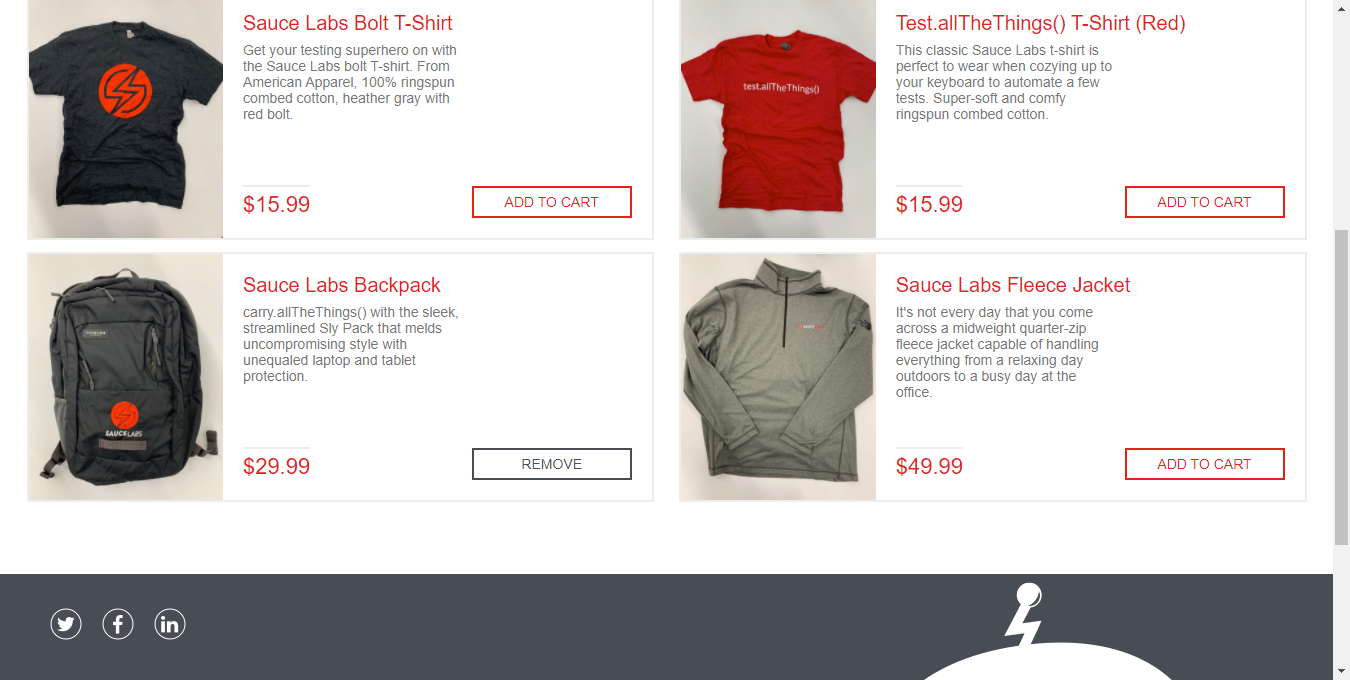 Sauce Labs Bolt T-Shirt
Get your testing superhero on with
the Sauce Labs bolt T-shirt. From
American Apparel, 100% ringspun
combed cotton, heather gray with
red bolt.
$15.99
ADD TO CART
test.allTheThings()
Test.allTheThings() T-Shirt (Red)
This classic Sauce Labs t-shirt is
perfect to wear when cozying up to
your keyboard to automate a few
tests. Super-soft and comfy
ringspun combed cotton.
$15.99
ADD TO CART
SAUCELABS
Sauce Labs Backpack
carry.allTheThings() with the sleek,
streamlined Sly Pack that melds
uncompromising style with
unequaled laptop and tablet
protection.
$29.99
REMOVE
Sauce Labs Fleece Jacket
It's not every day that you come
across a midweight quarter-zip
fleece jacket capable of handling
everything from a relaxing day
outdoors to a busy day at the
office.
$49.99
ADD TO CART